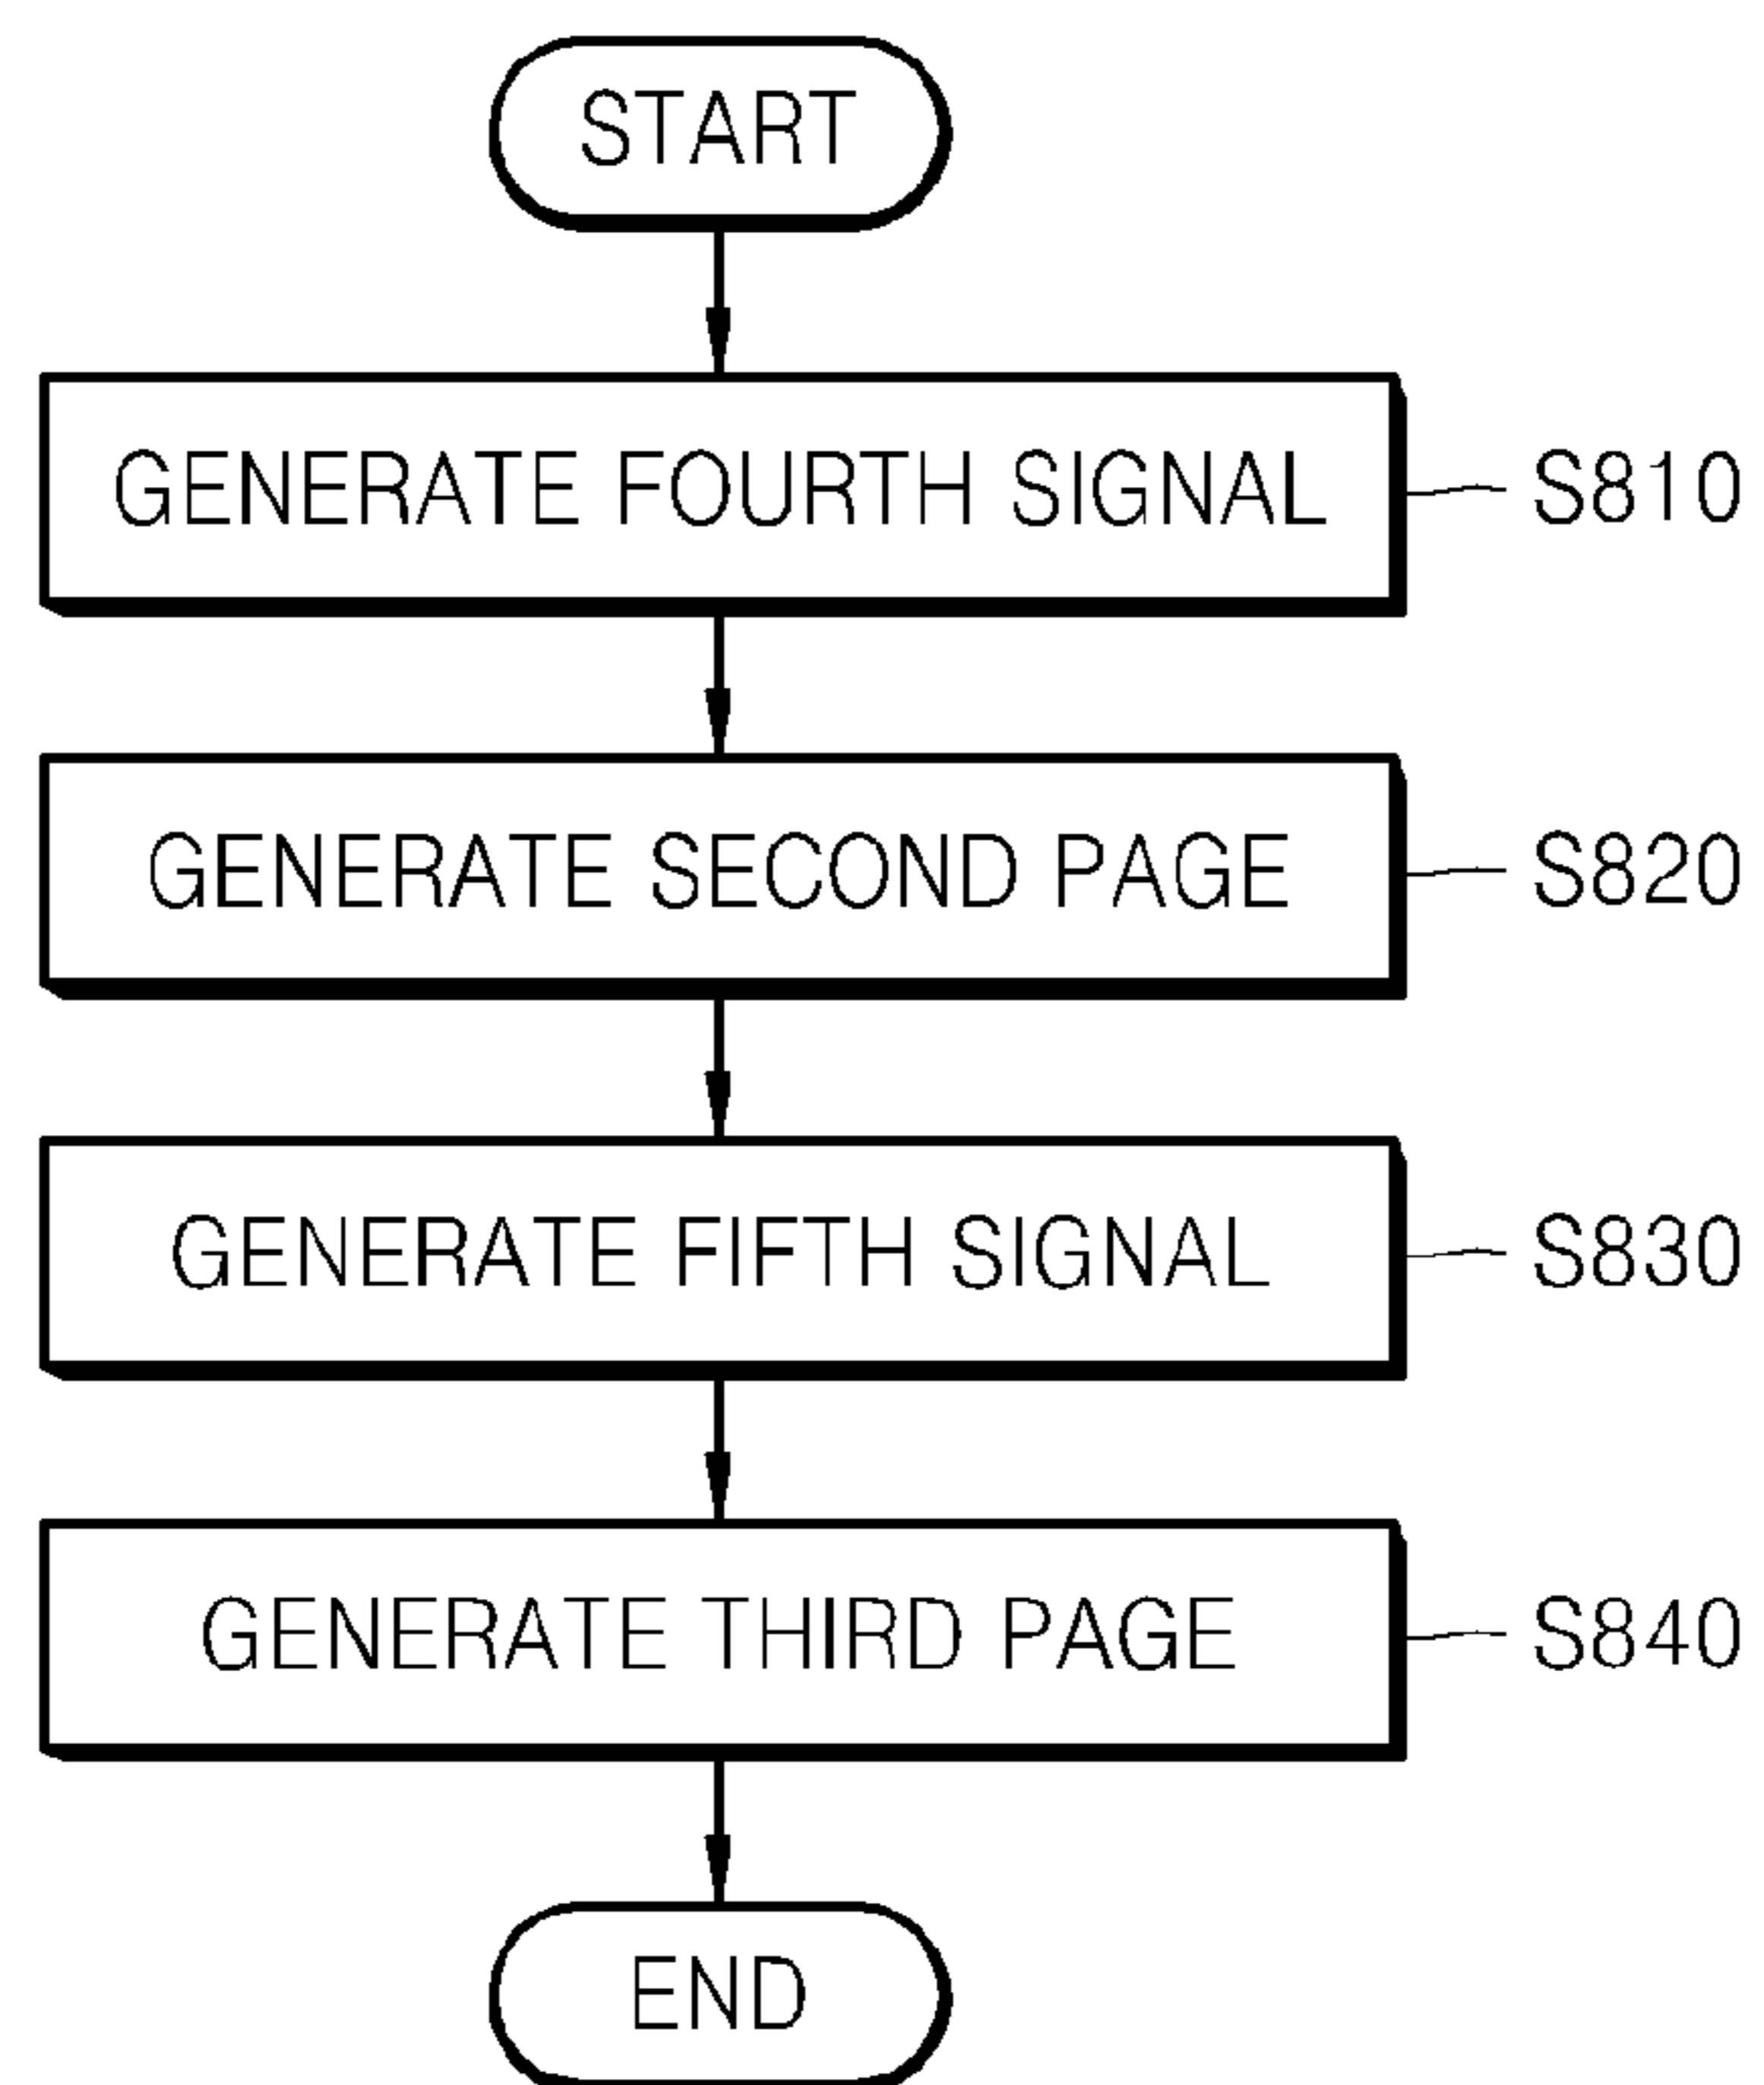 START
GENERATE FOURTH SIGNAL S810
GENERATE SECOND PAGE S820
GENERATE FIFTH SIGNAL S830
GENERATE THIRD PAGE S840
END